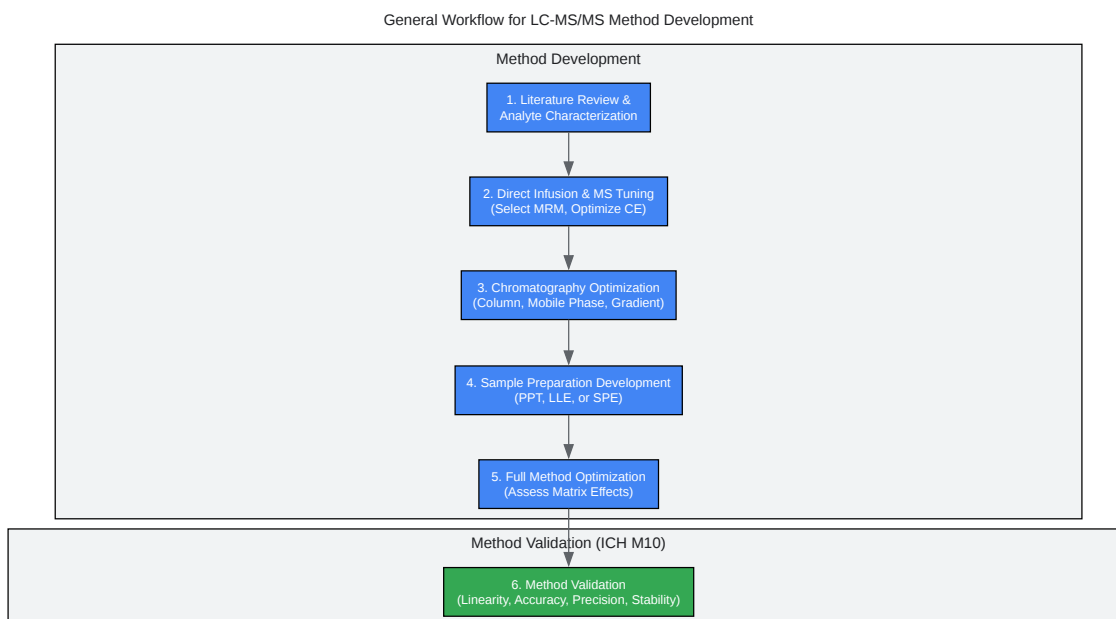 General Workflow for LC-MS/MS Method Development
Method Development
1. Literature Review &
Analyte Characterization
2. Direct Infusion & MS Tuning
(Select MRM, Optimize CE)
3. Chromatography Optimization
(Column, Mobile Phase, Gradient)
4. Sample Preparation Development
(PPT, LLE, or SPE)
5. Full Method Optimization
(Assess Matrix Effects)
Method Validation (ICH M10)
6. Method Validation
(Linearity, Accuracy, Precision, Stability)